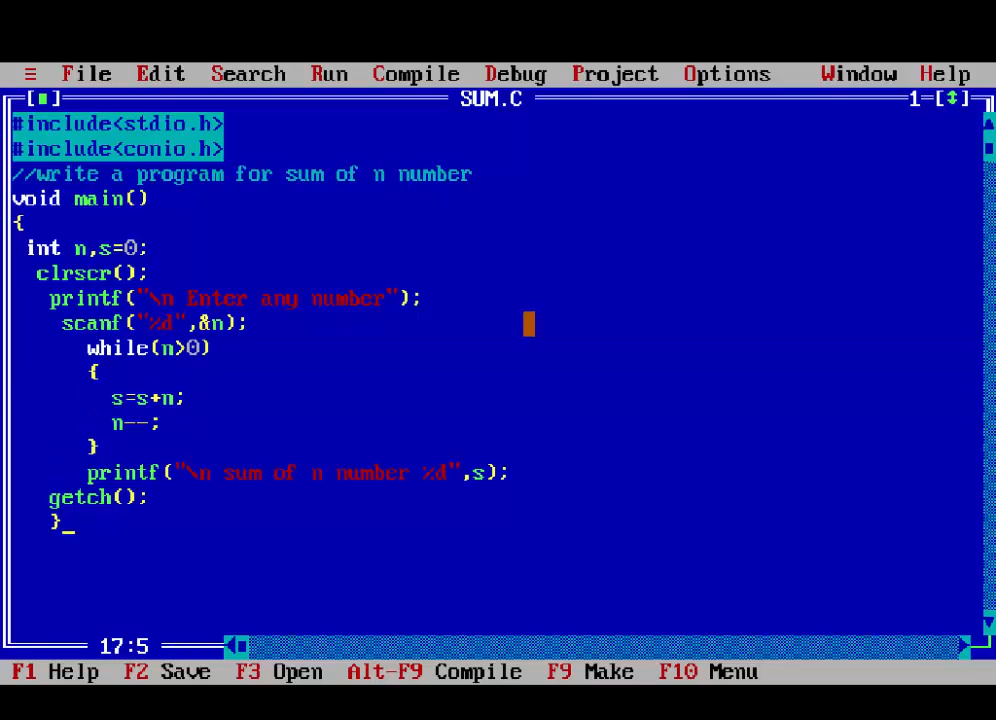 ≡ File Edit Search Run Compile Debug Project Options Window Help
[■] SUM.C 1=[↕]
#include<stdio.h>
#include<conio.h>
//write a program for sum of n number
void main()
{
int n,s=0;
clrscr();
printf("\n Enter any number");
scanf("%d",&n);
while(n>0)
{
s=s+n;
n--;
}
printf("\n sum of n number %d",s);
getch();
}_
17:5
F1 Help F2 Save F3 Open Alt-F9 Compile F9 Make F10 Menu